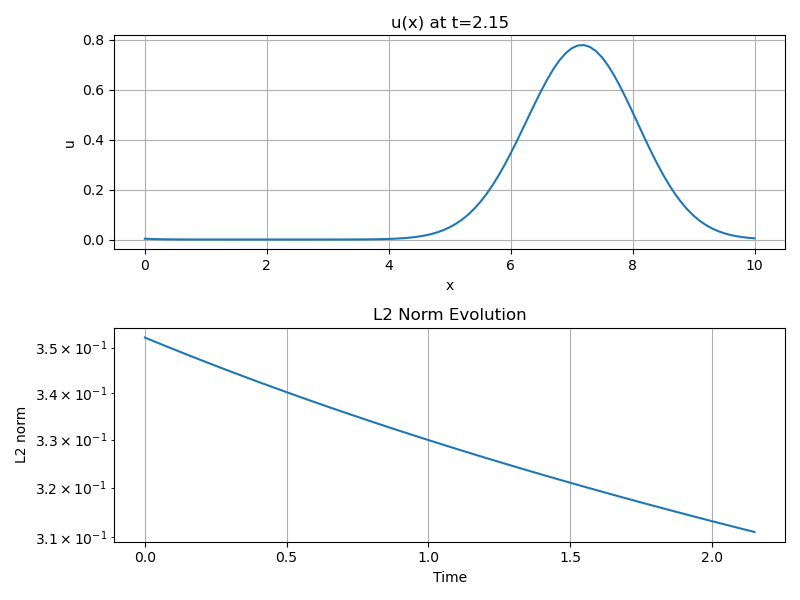 u(x) at t=2.15
0.8
0.6
0.4
0.2
0.0
u
0 2 4 6 8 10
x
L2 Norm Evolution
3.5 × 10⁻¹
3.4 × 10⁻¹
3.3 × 10⁻¹
3.2 × 10⁻¹
3.1 × 10⁻¹
L2 norm
0.0 0.5 1.0 1.5 2.0
Time